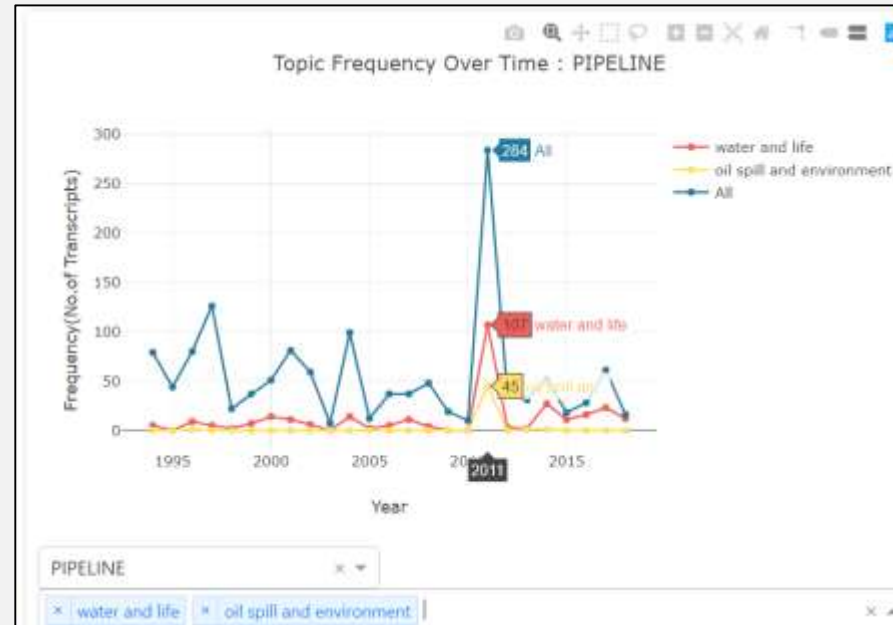 Topic Frequency Over Time : PIPELINE
300
250
200
150
100
50
0
Frequency(No.of Transcripts)
284 All
107 water and life
45
water and life
oil spill and environment
All
1995
2000
2005
2011
2015
Year
PIPELINE × 
× water and life × oil spill and environment ×